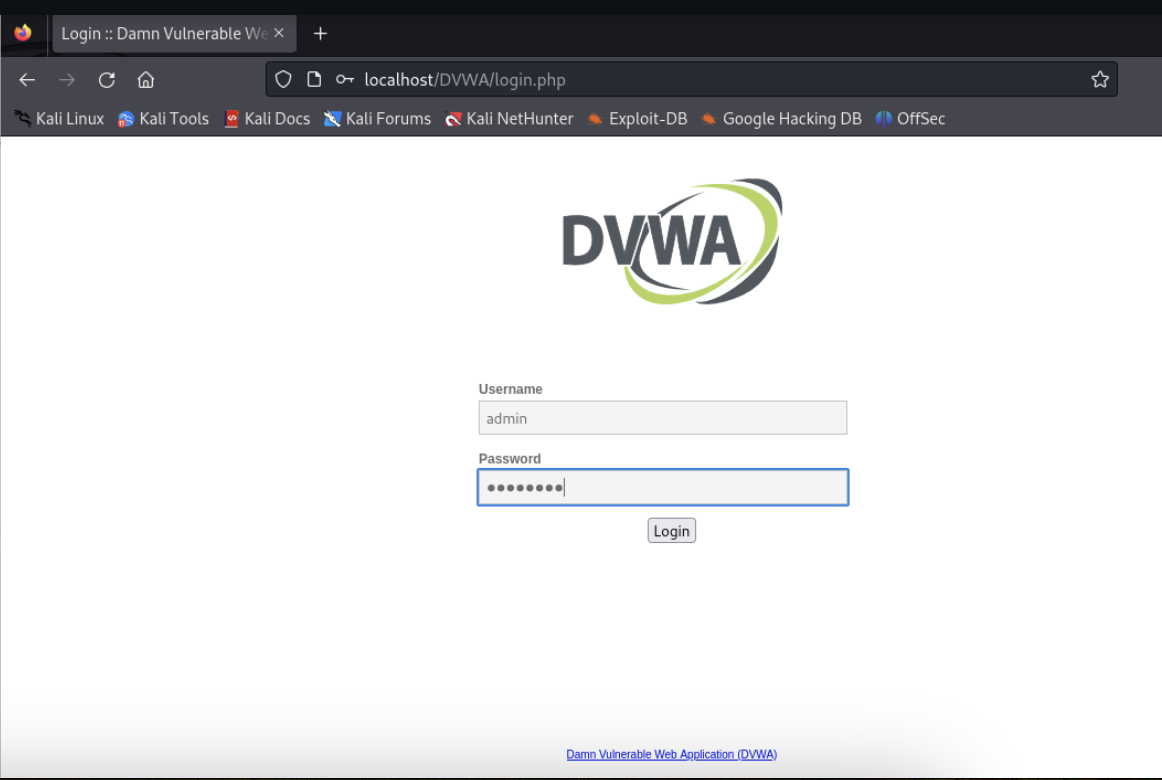 Login :: Damn Vulnerable We
localhost/DVWA/login.php
Kali Linux Kali Tools Kali Docs Kali Forums Kali NetHunter Exploit-DB Google Hacking DB OffSec
DVWA
Username
admin
Password
••••••••
Login
Damn Vulnerable Web Application (DVWA)